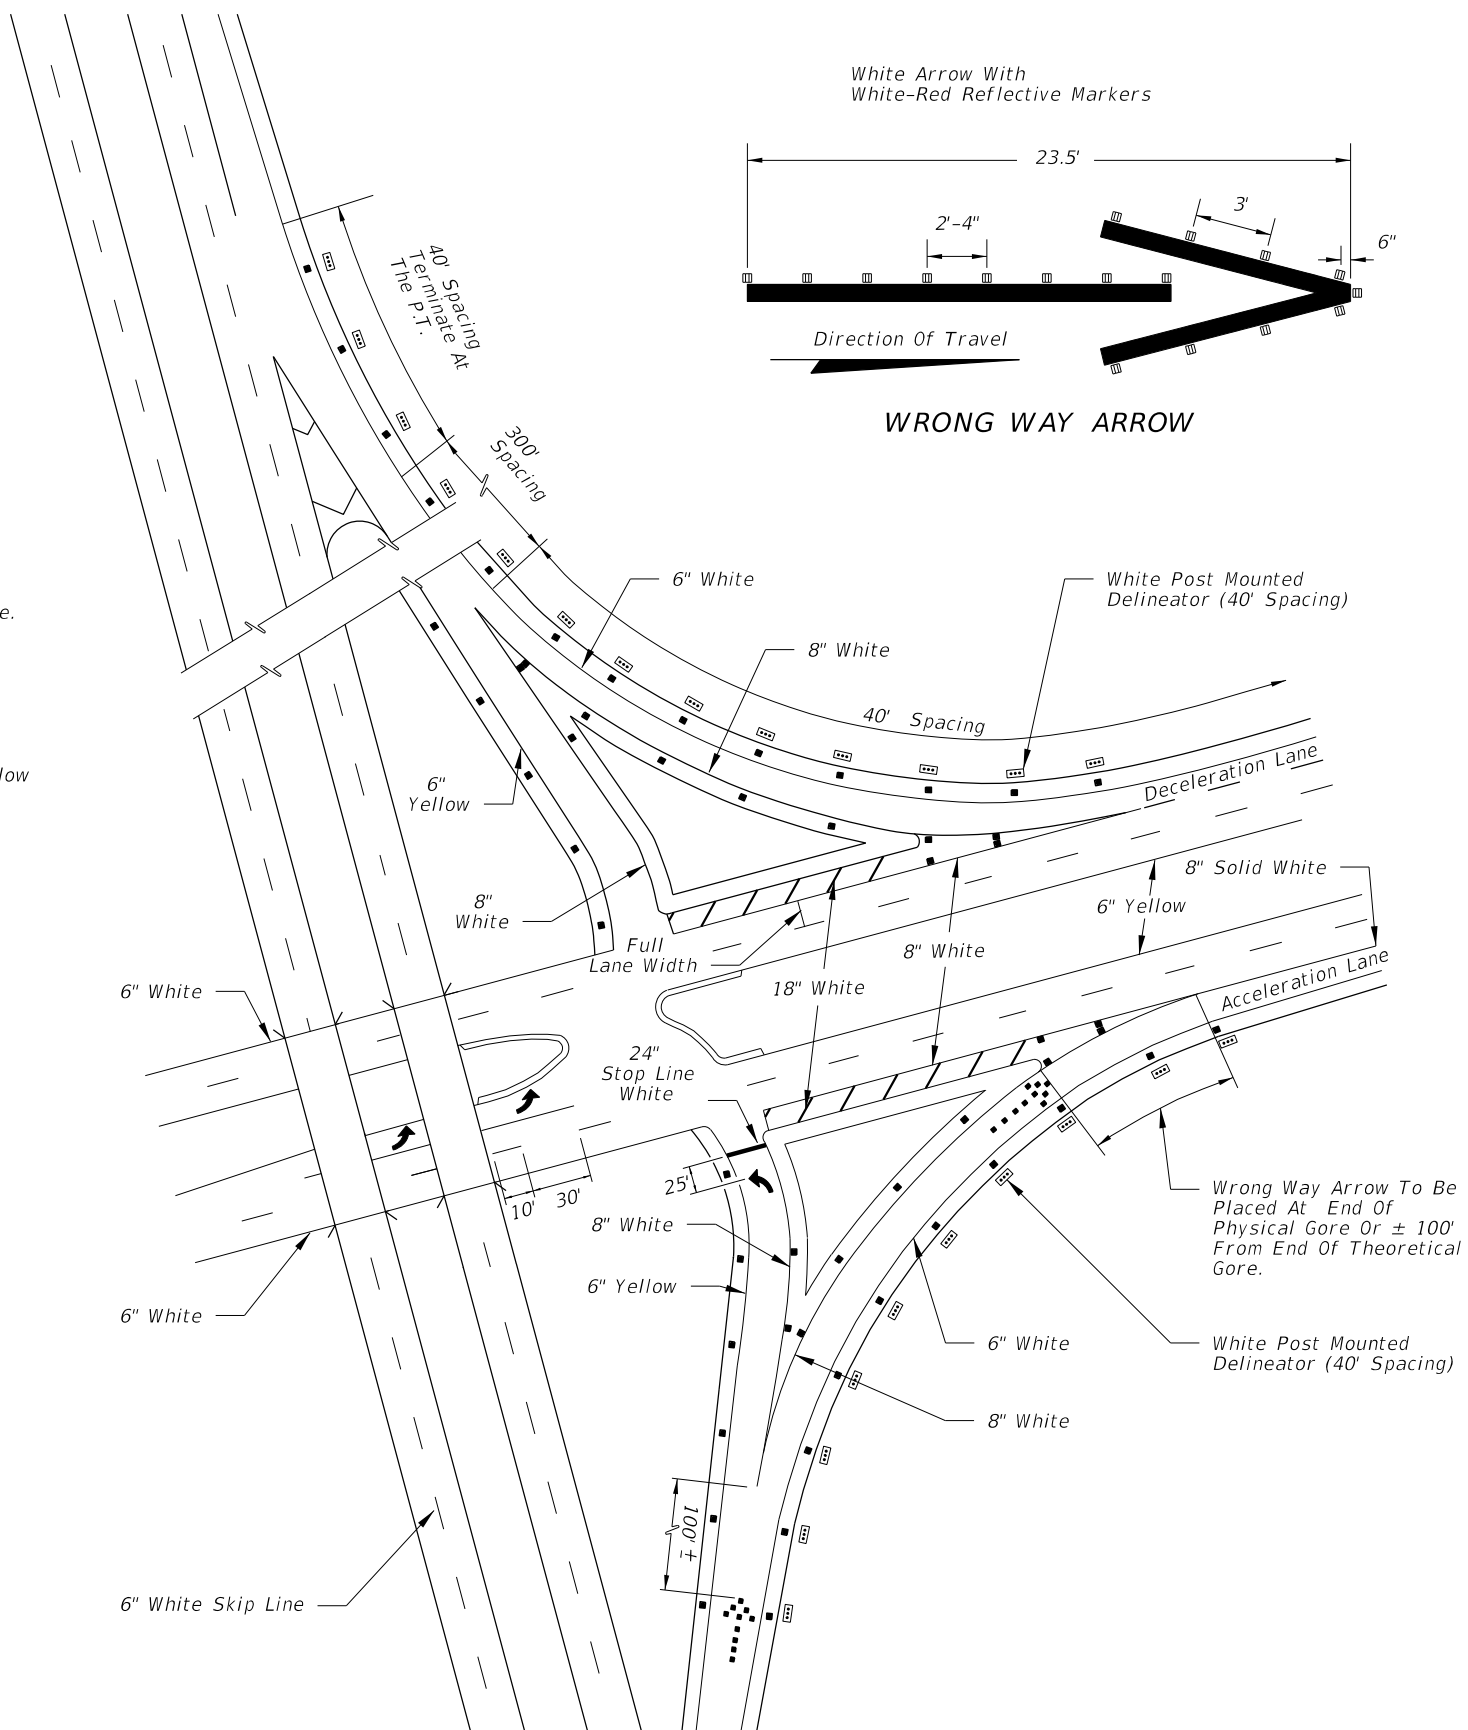 White Arrow With
White-Red Reflective Markers
23.5'
2'-4"
3'
6"
Direction Of Travel
WRONG WAY ARROW
40' Spacing
Terminate At
The P.T.
300'
Spacing
6" White
White Post Mounted
Delineator (40' Spacing)
e.
8" White
40' Spacing
Deceleration Lane
low
6"
Yellow
8" Solid White
8"
White
6" Yellow
Full
Lane Width
8" White
18" White
Acceleration Lane
6" White
24"
Stop Line
White
25'
10'
30'
Wrong Way Arrow To Be
Placed At End Of
Physical Gore Or ± 100'
From End Of Theoretical
Gore.
8" White
6" Yellow
6" White
6" White
White Post Mounted
Delineator (40' Spacing)
8" White
100' ±
6" White Skip Line